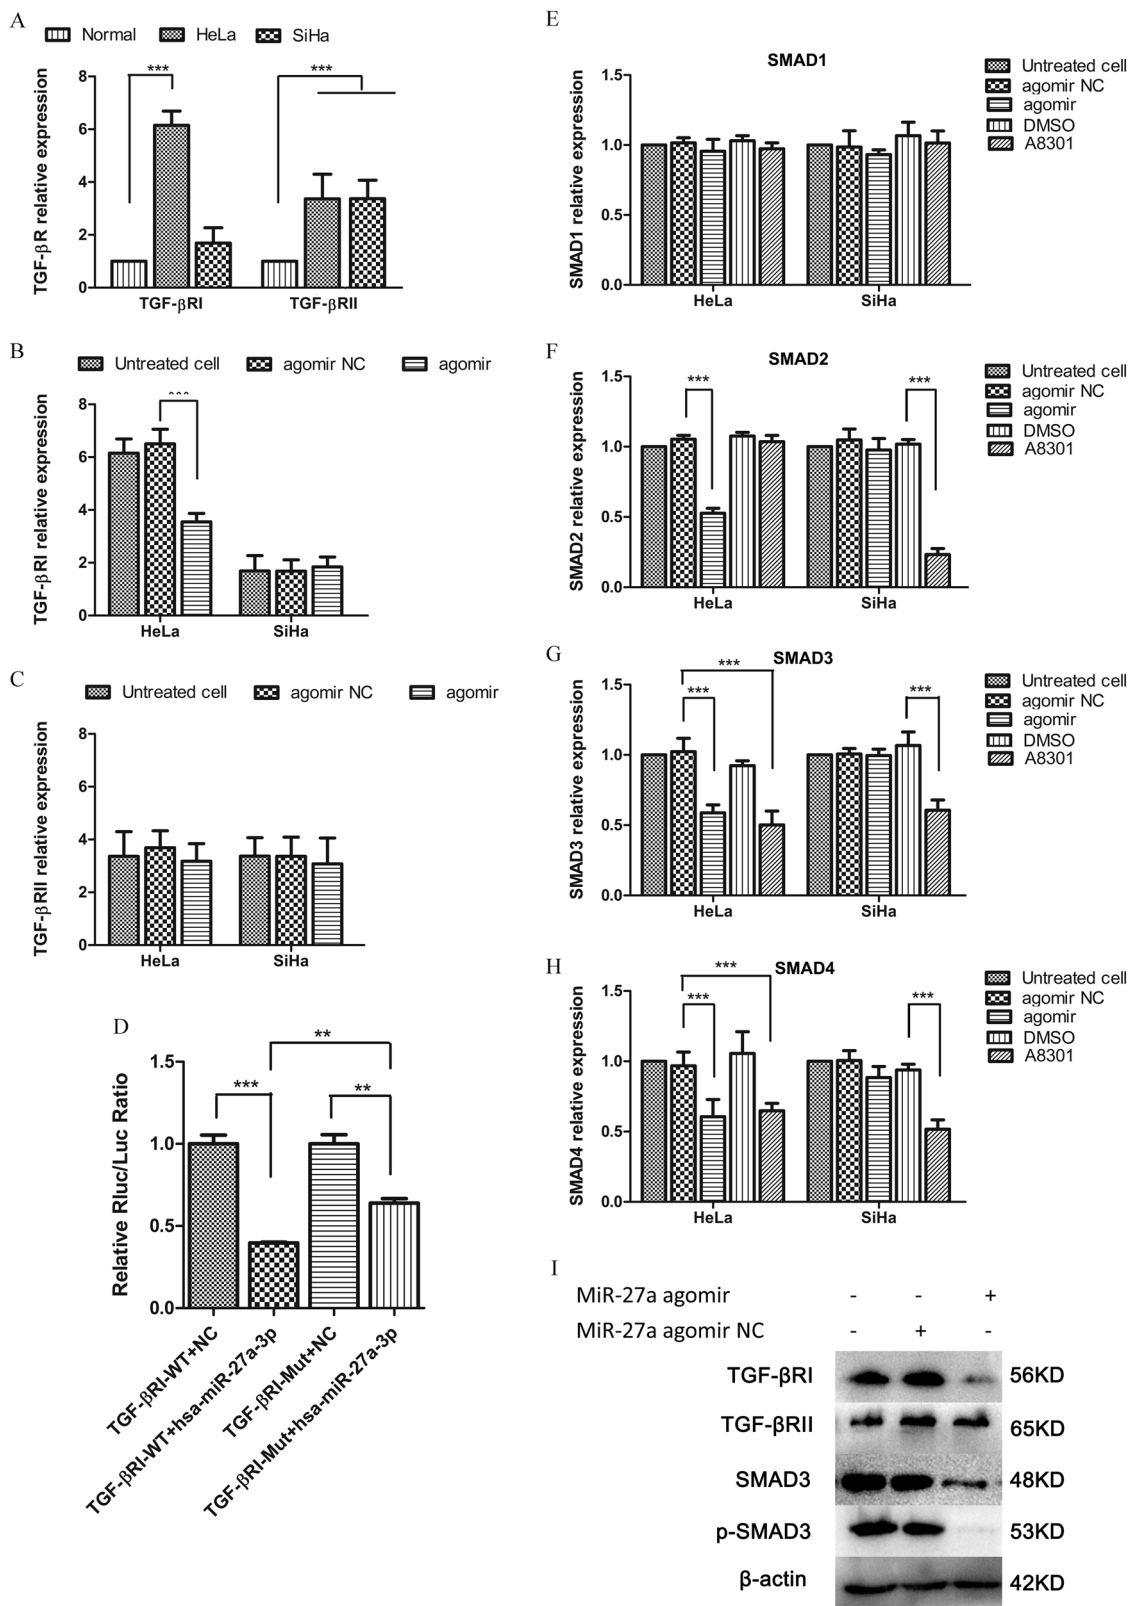 A
Normal HeLa SiHa
TGF-βR relative expression
8
6
4
2
0
***
***
TGF-βRI TGF-βRII
B
Untreated cell agomir NC agomir
TGF-βRI relative expression
8
6
4
2
0
***
HeLa SiHa
C
Untreated cell agomir NC agomir
TGF-βRII relative expression
8
6
4
2
0
HeLa SiHa
D
Relative Rluc/Luc Ratio
1.5
1.0
0.5
0.0
***
**
**
TGF-βRI-WT+NC
TGF-βRI-WT+hsa-miR-27a-3p
TGF-βRI-Mut+NC
TGF-βRI-Mut+hsa-miR-27a-3p
E
SMAD1
SMAD1 relative expression
1.5
1.0
0.5
0.0
HeLa SiHa
Untreated cell
agomir NC
agomir
DMSO
A8301
F
SMAD2
SMAD2 relative expression
1.5
1.0
0.5
0.0
***
***
HeLa SiHa
Untreated cell
agomir NC
agomir
DMSO
A8301
G
SMAD3
SMAD3 relative expression
1.5
1.0
0.5
0.0
***
***
***
HeLa SiHa
Untreated cell
agomir NC
agomir
DMSO
A8301
H
SMAD4
SMAD4 relative expression
1.5
1.0
0.5
0.0
***
***
***
HeLa SiHa
Untreated cell
agomir NC
agomir
DMSO
A8301
I
MiR-27a agomir - - +
MiR-27a agomir NC - + -
TGF-βRI 56KD
TGF-βRII 65KD
SMAD3 48KD
p-SMAD3 53KD
β-actin 42KD